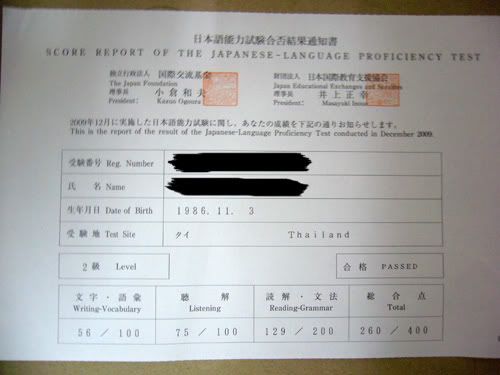 日本語能力試験合否結果通知書
SCORE REPORT OF THE JAPANESE-LANGUAGE PROFICIENCY TEST
独立行政法人 国際交流基金
The Japan Foundation
理事長 小倉和夫
President: Kazuo Ogoura
財団法人 日本国際教育支援協会
Japan Educational Exchanges and Services
理事長 井上正幸
President: Masayuki Inoue
2009年12月に実施した日本語能力試験に関し、あなたの成績を下記の通りお知らせします。
This is the report of the result of the Japanese-Language Proficiency Test conducted in December 2009.
受験番号 Reg. Number
氏 名 Name
生年月日 Date of Birth 1986.11. 3
受験地 Test Site タイ Thailand
2級 Level 合格 PASSED
文字・語彙 聴解 読解・文法 総合点
Writing-Vocabulary Listening Reading-Grammar Total
56 / 100 75 / 100 129 / 200 260 / 400